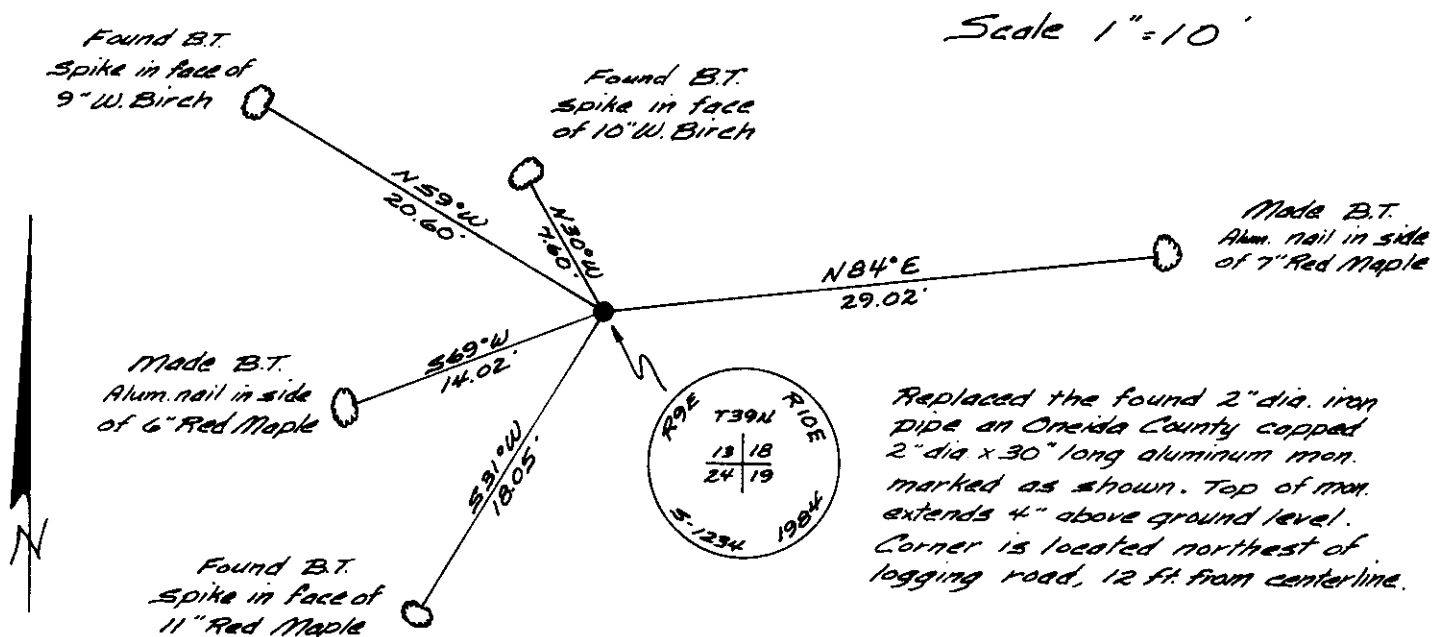 Scale 1"=10'
Found B.T.
Spike in face of
9" W. Birch
Found B.T.
Spike in face
of 10" W. Birch
N59°W
20.60'
N30°W
7.60'
Made B.T.
Alum. nail in side
of 7" Red Maple
N84°E
29.02'
Made B.T.
Alum. nail in side
of 6" Red Maple
S69°W
14.02'
S31°W
18.05'
Found B.T.
Spike in face of
11" Red Maple
N
R9E T39N R10E
13 18
24 19
S-1234 1984
Replaced the found 2" dia. iron
pipe an Oneida County capped
2" dia x 30" long aluminum mon.
marked as shown. Top of mon.
extends 4" above ground level.
Corner is located northest of
logging road, 12 ft. from centerline.